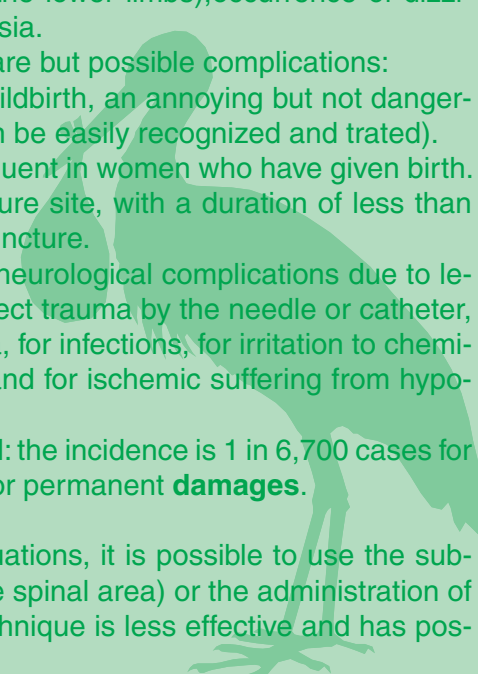 the lower limbs),occurrence of dizzi-
sia.
are but possible complications:
ildbirth, an annoying but not danger-
n be easily recognized and trated).
uent in women who have given birth.
ure site, with a duration of less than
ncture.
neurological complications due to le-
ect trauma by the needle or catheter,
, for infections, for irritation to chemi-
and for ischemic suffering from hypo-
l: the incidence is 1 in 6,700 cases for
or permanent damages.
uations, it is possible to use the sub-
e spinal area) or the administration of
chnique is less effective and has pos-